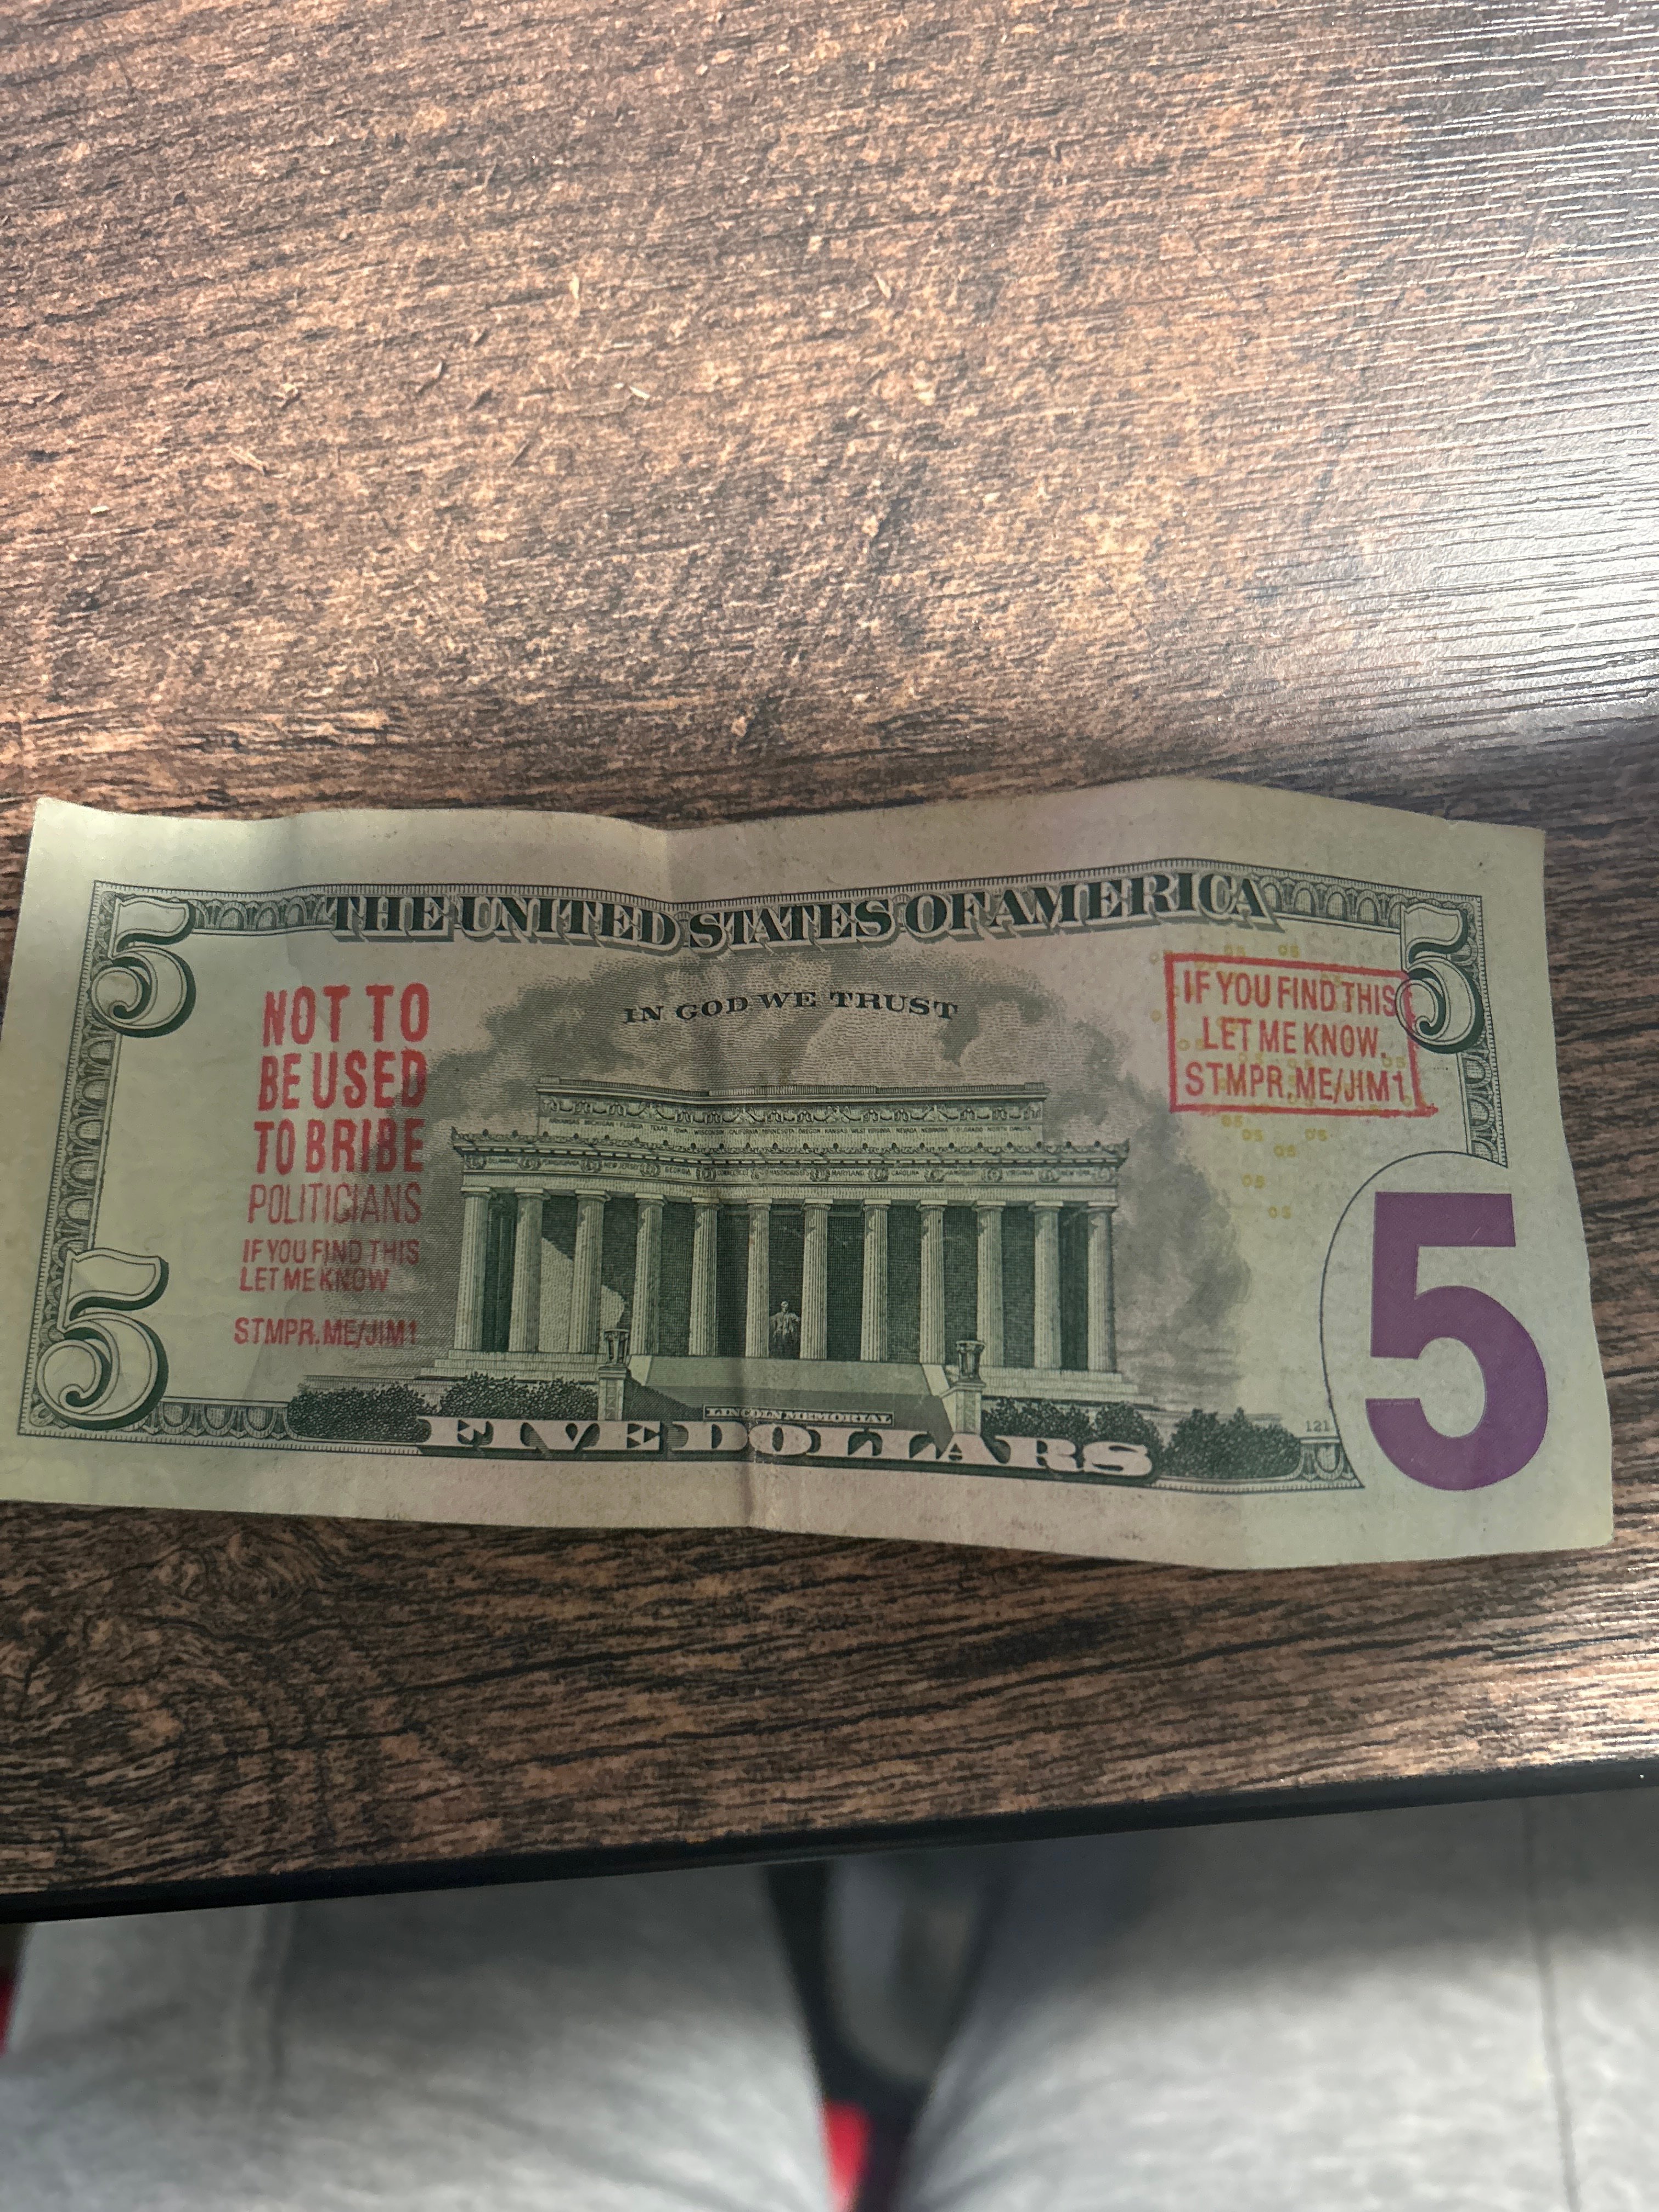 5 THE UNITED STATES OF AMERICA 5
IN GOD WE TRUST
NOT TO
BE USED
TO BRIBE
POLITICIANS
IF YOU FIND THIS
LET ME KNOW
STMPR.ME/JIM1
IF YOU FIND THIS
LET ME KNOW.
STMPR.ME/JIM1
LINCOLN MEMORIAL
121
5 FIVE DOLLARS 5